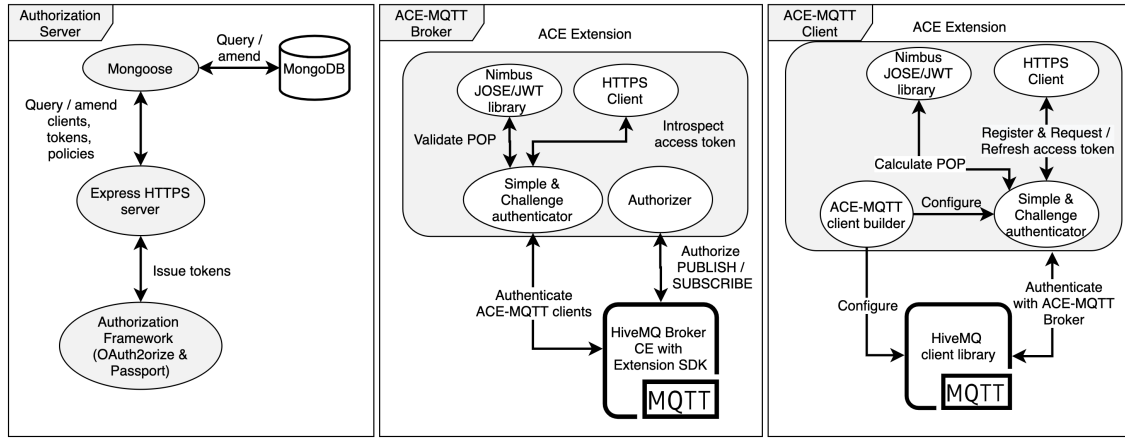 Authorization
Server
Query /
amend
Mongoose
MongoDB
Query / amend
clients,
tokens,
policies
Express HTTPS
server
Issue tokens
Authorization
Framework
(OAuth2orize &
Passport)
ACE-MQTT
Broker
ACE Extension
Nimbus
JOSE/JWT
library
HTTPS
Client
Validate POP
Introspect
access token
Simple &
Challenge
authenticator
Authorizer
Authorize
PUBLISH /
SUBSCRIBE
Authenticate
ACE-MQTT clients
HiveMQ Broker
CE with
Extension SDK
MQTT
ACE-MQTT
Client
ACE Extension
Nimbus
JOSE/JWT
library
HTTPS
Client
Register & Request /
Refresh access token
Calculate POP
ACE-MQTT
client builder
Configure
Simple &
Challenge
authenticator
Configure
Authenticate
with ACE-MQTT
Broker
HiveMQ
client library
MQTT